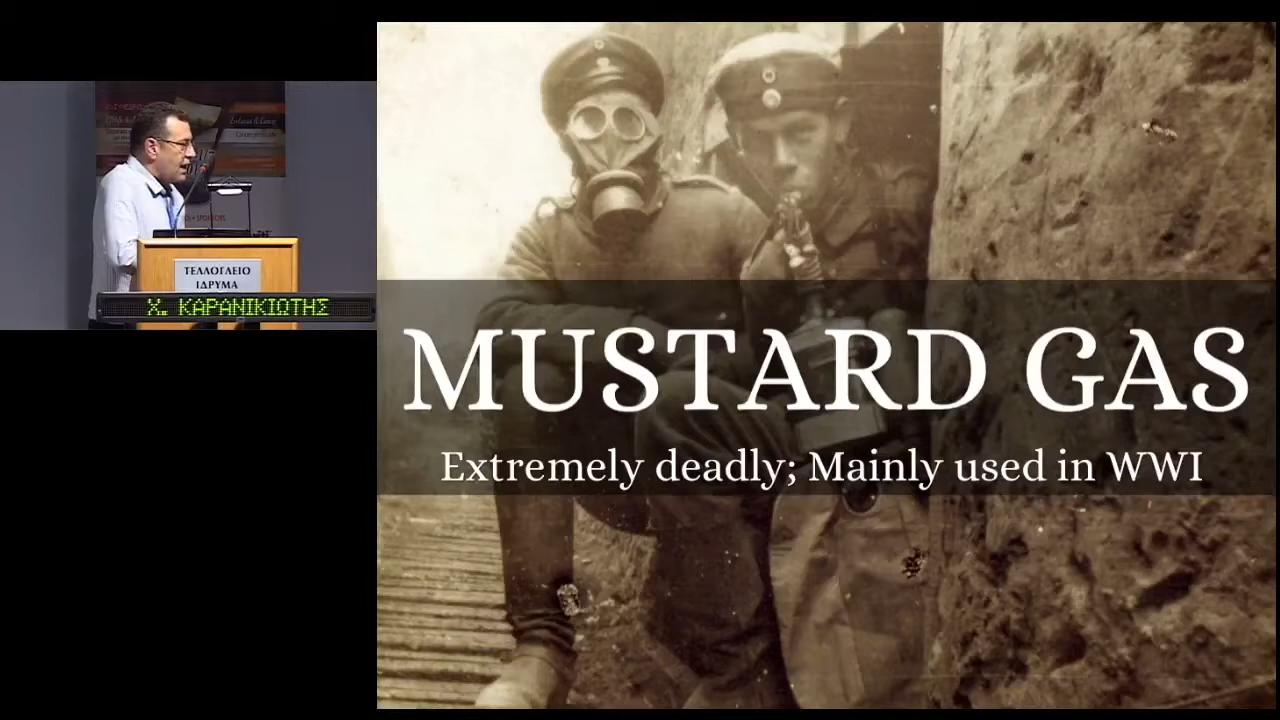 ΤΕΛΛΟΓΛΕΙΟ
ΙΔΡΥΜΑ
Χ. ΚΑΡΑΝΙΚΙΩΤΗΣ
MUSTARD GAS
Extremely deadly; Mainly used in WWI